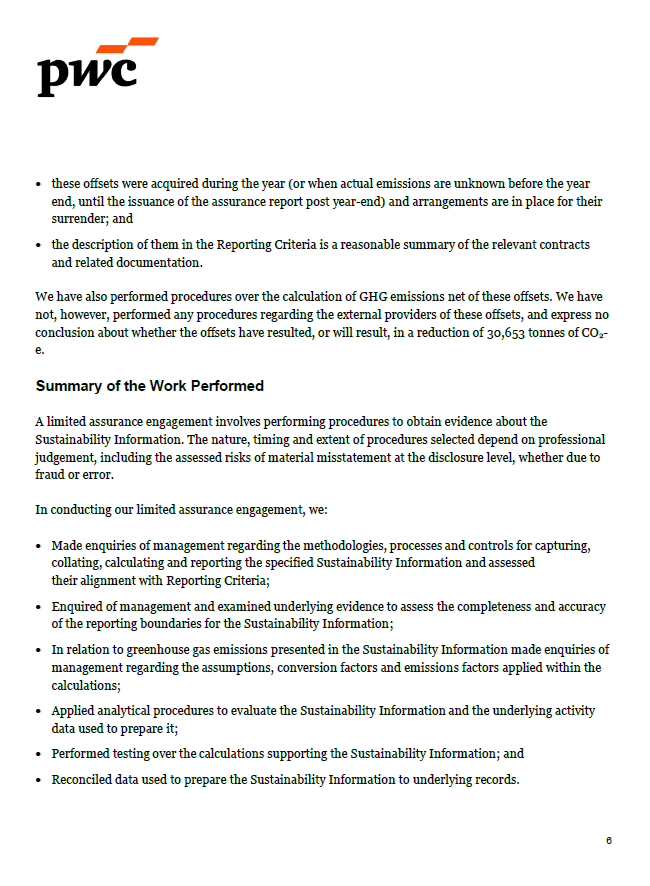 pwc
• these offsets were acquired during the year (or when actual emissions are unknown before the year
end, until the issuance of the assurance report post year-end) and arrangements are in place for their
surrender; and
• the description of them in the Reporting Criteria is a reasonable summary of the relevant contracts
and related documentation.
We have also performed procedures over the calculation of GHG emissions net of these offsets. We have
not, however, performed any procedures regarding the external providers of these offsets, and express no
conclusion about whether the offsets have resulted, or will result, in a reduction of 30,653 tonnes of CO₂-
e.
Summary of the Work Performed
A limited assurance engagement involves performing procedures to obtain evidence about the
Sustainability Information. The nature, timing and extent of procedures selected depend on professional
judgement, including the assessed risks of material misstatement at the disclosure level, whether due to
fraud or error.
In conducting our limited assurance engagement, we:
• Made enquiries of management regarding the methodologies, processes and controls for capturing,
collating, calculating and reporting the specified Sustainability Information and assessed
their alignment with Reporting Criteria;
• Enquired of management and examined underlying evidence to assess the completeness and accuracy
of the reporting boundaries for the Sustainability Information;
• In relation to greenhouse gas emissions presented in the Sustainability Information made enquiries of
management regarding the assumptions, conversion factors and emissions factors applied within the
calculations;
• Applied analytical procedures to evaluate the Sustainability Information and the underlying activity
data used to prepare it;
• Performed testing over the calculations supporting the Sustainability Information; and
• Reconciled data used to prepare the Sustainability Information to underlying records.
6